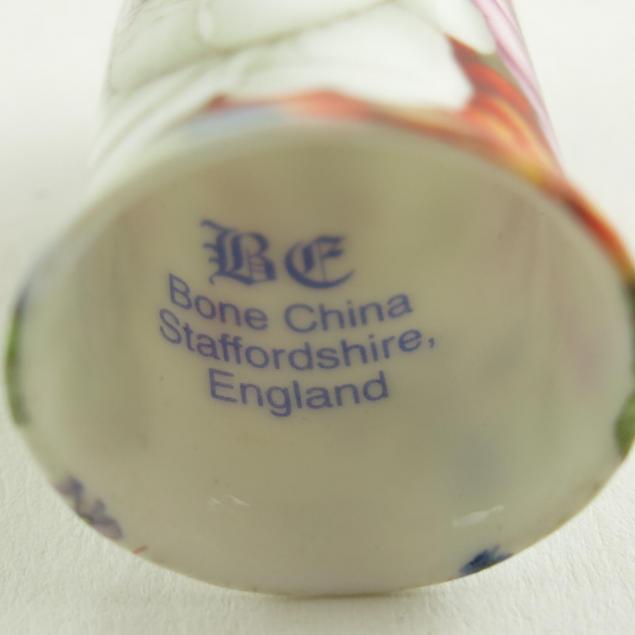 BE
Bone China
Staffordshire,
England